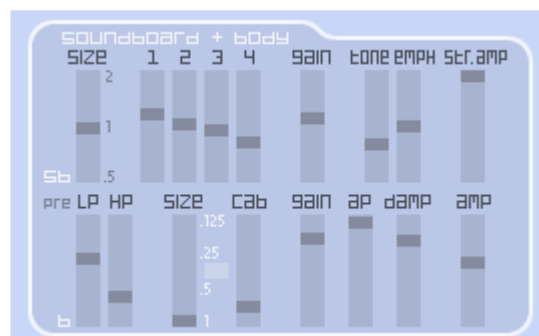 soundboard + body
size 1 2 3 4 gain tone emph str.amp
2
1
sb .5
pre LP HP size cab gain ap damp amp
.125
.25
.5
b 1